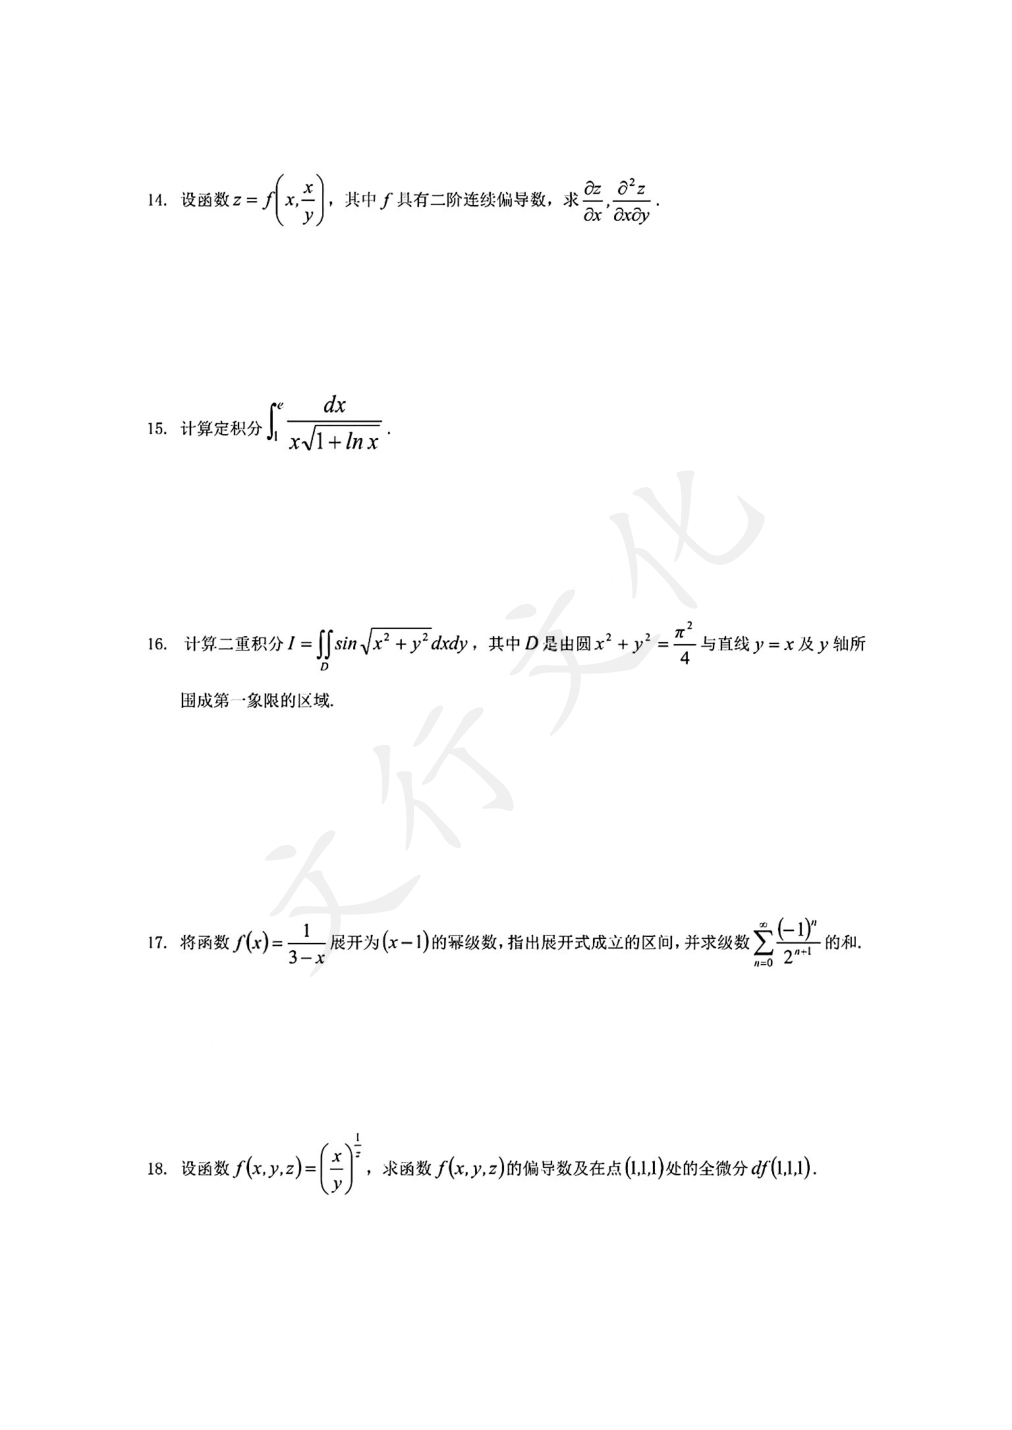 14. 设函数 z = f(x, x/y)，其中 f 具有二阶连续偏导数，求 ∂z/∂x, ∂²z/∂x∂y .
15. 计算定积分 ∫₁ᵉ dx/(x√(1+ln x)) .
16. 计算二重积分 I = ∬_D sin√(x²+y²) dxdy，其中 D 是由圆 x² + y² = π²/4 与直线 y = x 及 y 轴所
围成第一象限的区域.
17. 将函数 f(x) = 1/(3−x) 展开为 (x−1) 的幂级数，指出展开式成立的区间，并求级数 ∑_{n=0}^{∞} (−1)ⁿ/2ⁿ⁺¹ 的和.
18. 设函数 f(x,y,z) = (x/y)^{1/z}，求函数 f(x,y,z) 的偏导数及在点 (1,1,1) 处的全微分 df(1,1,1).
文行文化